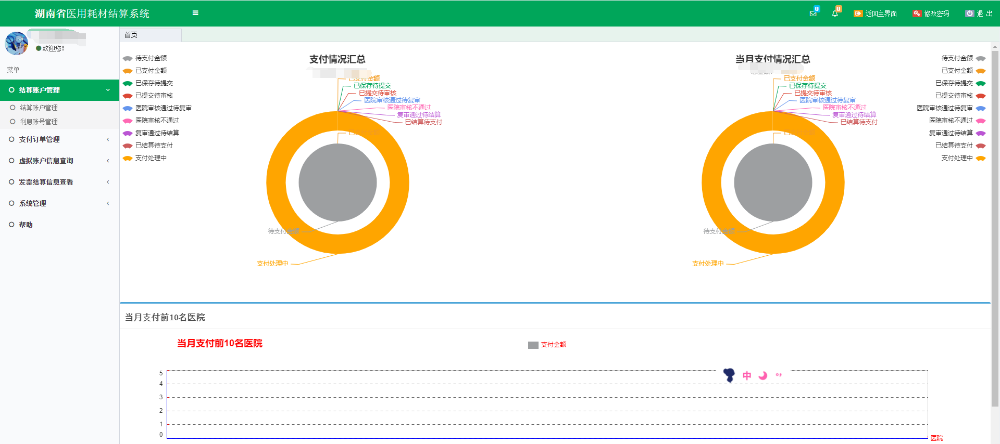 湖南省医用耗材结算系统
0
0
返回主界面
修改密码
退 出
欢迎您!
菜单
结算账户管理
结算账户管理
利息账号管理
支付订单管理
虚拟账户信息查询
发票结算信息查看
系统管理
帮助
首页
待支付金额
已支付金额
已保存待提交
已提交待审核
医院审核通过待复审
医院审核不通过
复审通过待结算
已结算待支付
支付处理中
支付情况汇总
已支付金额
已保存待提交
已提交待审核
医院审核通过待复审
医院审核不通过
复审通过待结算
已结算待支付
已支付金额
待支付金额
支付处理中
当月支付情况汇总
已支付金额
已保存待提交
已提交待审核
医院审核通过待复审
医院审核不通过
复审通过待结算
已结算待支付
已支付金额
待支付金额
支付处理中
待支付金额
已支付金额
已保存待提交
已提交待审核
医院审核通过待复审
医院审核不通过
复审通过待结算
已结算待支付
支付处理中
当月支付前10名医院
当月支付前10名医院
支付金额
5
4
3
2
1
0
中
医院